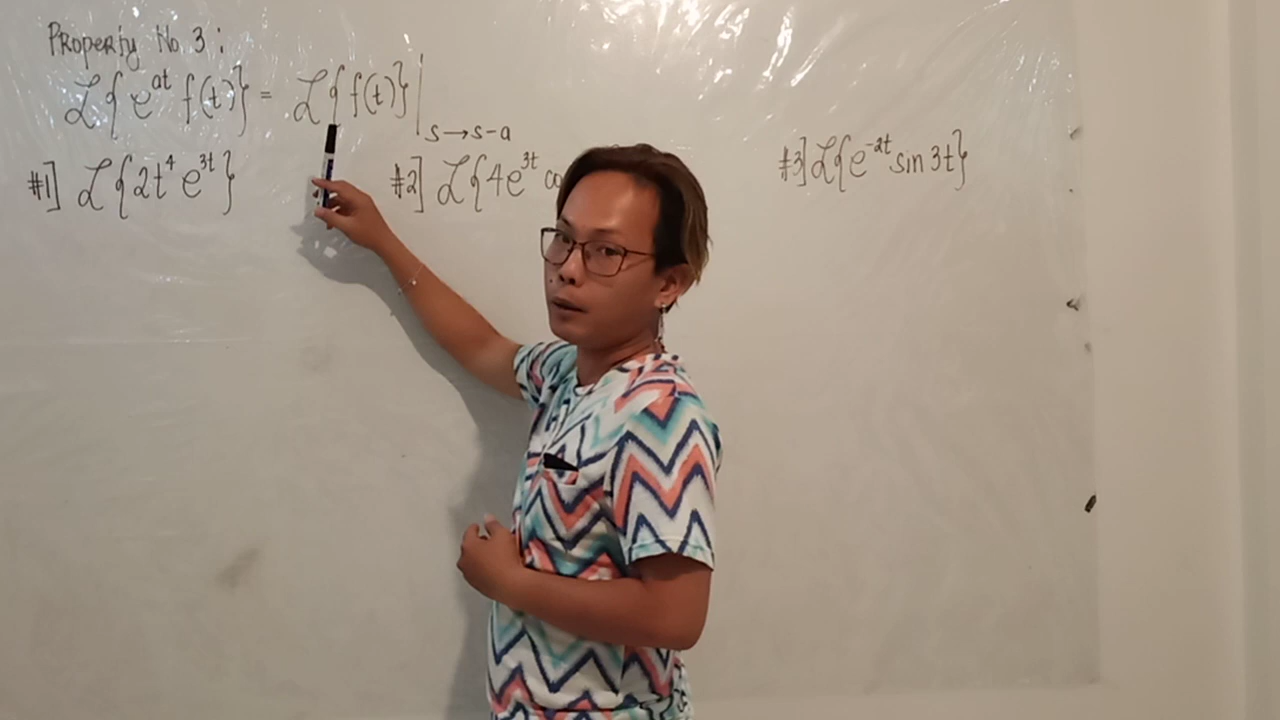 Property No. 3:
ℒ{e^at f(t)} = ℒ{f(t)}|s→s-a
#1] ℒ{2t^4 e^3t} #2] ℒ{4e^3t #3] ℒ{e^-2t sin 3t}